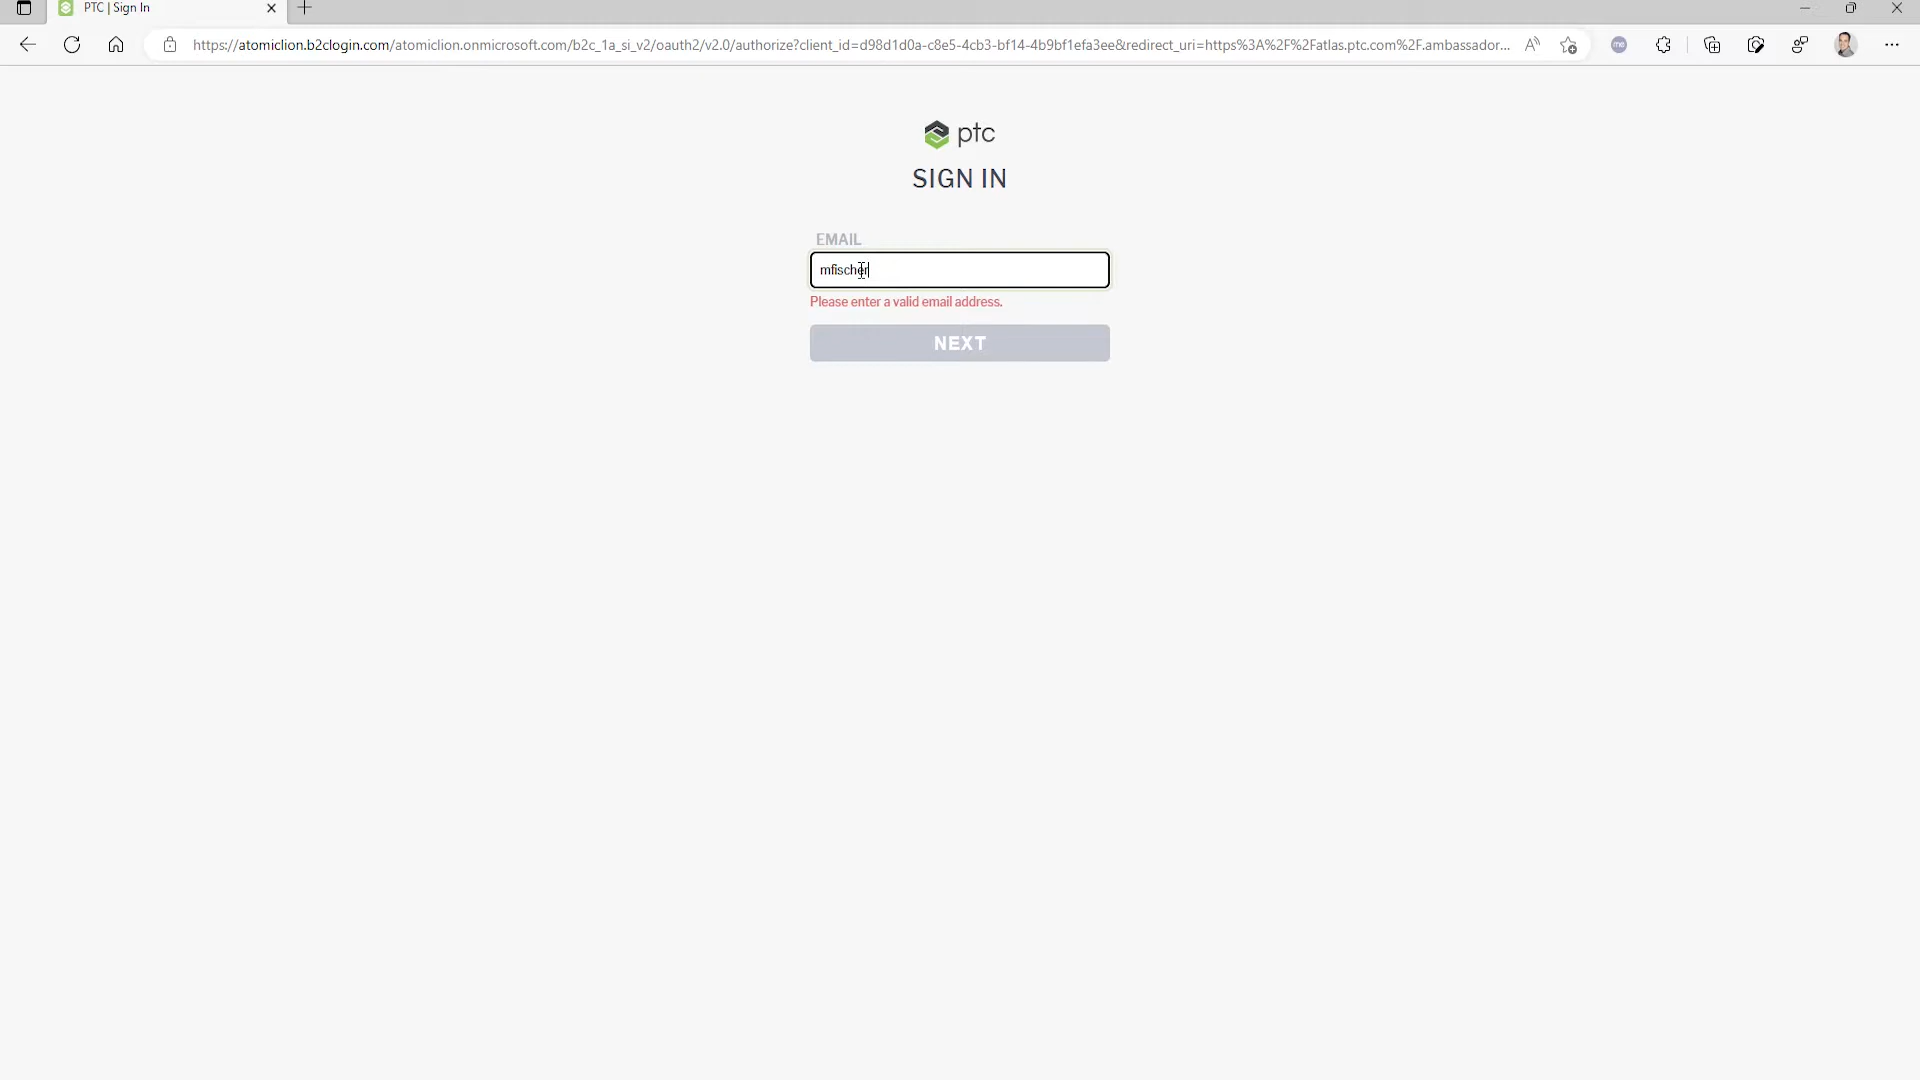 PTC | Sign In
https://atomiclion.b2clogin.com/atomiclion.onmicrosoft.com/b2c_1a_si_v2/oauth2/v2.0/authorize?client_id=d98d1d0a-c8e5-4cb3-bf14-4b9bf1efa3ee&redirect_uri=https%3A%2F%2Fatlas.ptc.com%2F.ambassador...
me
ptc
SIGN IN
EMAIL
mfischer
Please enter a valid email address.
NEXT